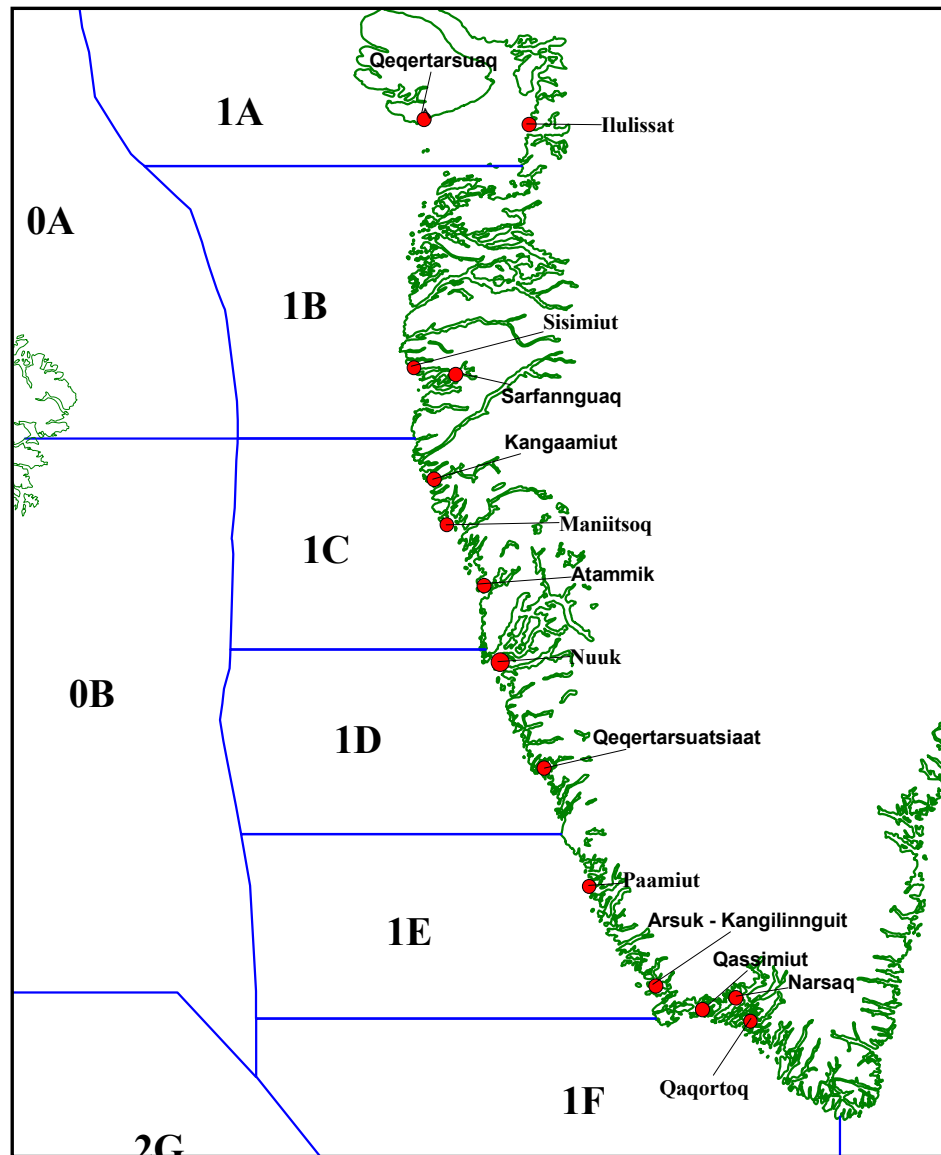 Qeqertarsuaq
1A
Ilulissat
0A
1B
Sisimiut
Sarfannguaq
Kangaamiut
Maniitsoq
1C
Atammik
Nuuk
0B
1D
Qeqertarsuatsiaat
Paamiut
1E
Arsuk - Kangilinnguit
Qassimiut
Narsaq
Qaqortoq
1F
2G